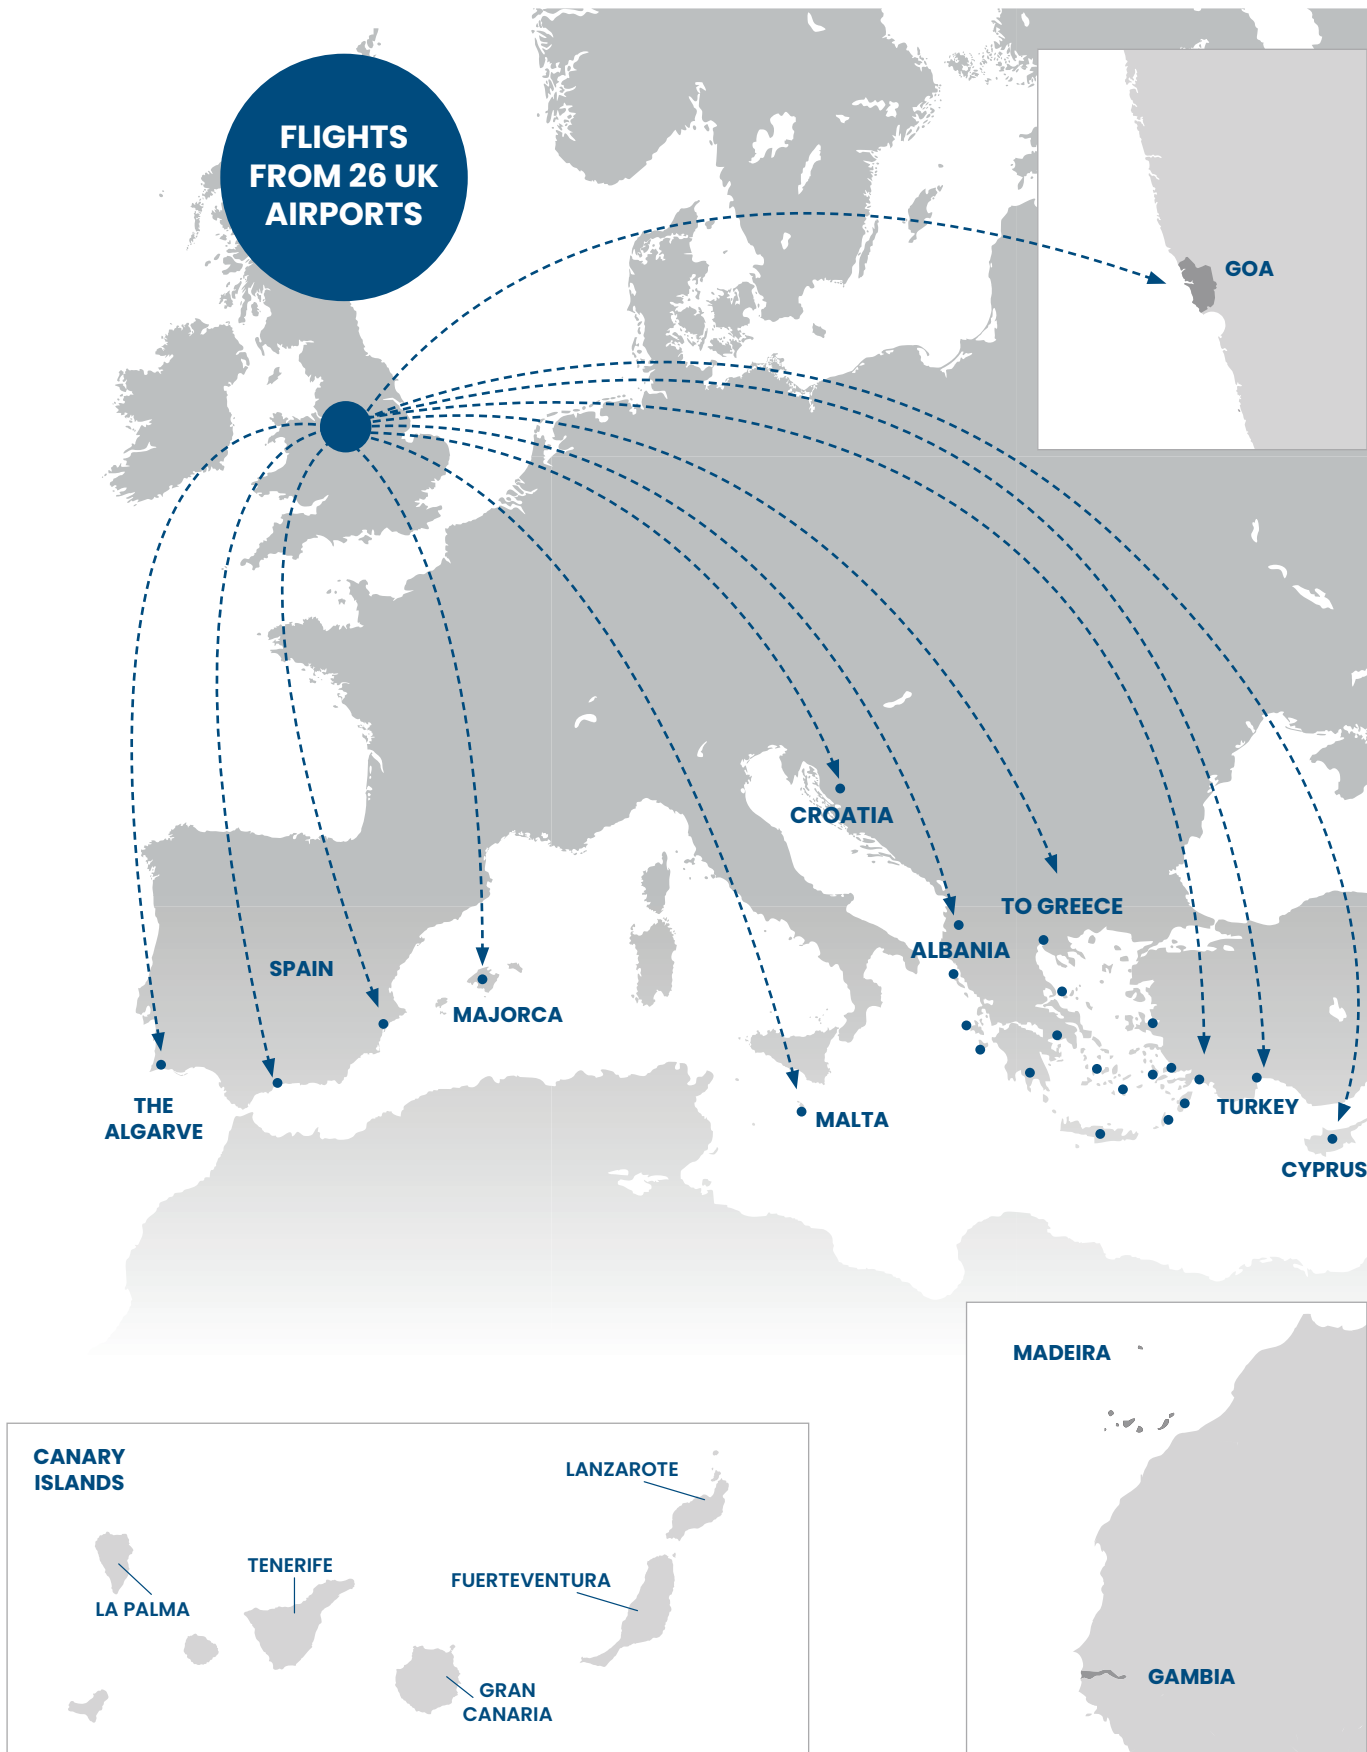 FLIGHTS
FROM 26 UK
AIRPORTS
GOA
CROATIA
TO GREECE
ALBANIA
SPAIN
MAJORCA
THE
ALGARVE
MALTA
TURKEY
CYPRUS
MADEIRA
CANARY
ISLANDS
LANZAROTE
TENERIFE
FUERTEVENTURA
LA PALMA
GRAN
CANARIA
GAMBIA